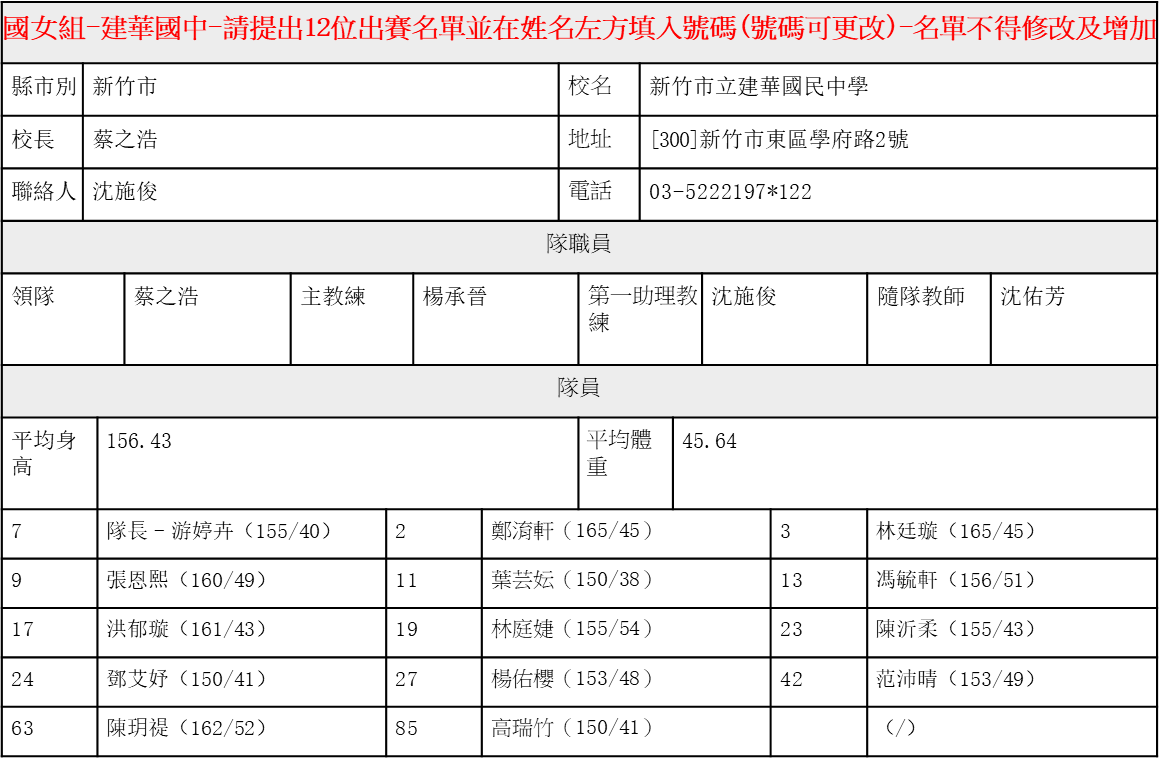 國女組-建華國中-請提出12位出賽名單並在姓名左方填入號碼(號碼可更改)-名單不得修改及增加
縣市別 新竹市 校名 新竹市立建華國民中學
校長 蔡之浩 地址 [300]新竹市東區學府路2號
聯絡人 沈施俊 電話 03-5222197*122
隊職員
領隊 蔡之浩 主教練 楊承晉 第一助理教練 沈施俊 隨隊教師 沈佑芳
隊員
平均身高 156.43 平均體重 45.64
7 隊長－游婷卉（155/40） 2 鄭淯軒（165/45） 3 林廷璇（165/45）
9 張恩熙（160/49） 11 葉芸妘（150/38） 13 馮毓軒（156/51）
17 洪郁璇（161/43） 19 林庭婕（155/54） 23 陳沂柔（155/43）
24 鄧艾妤（150/41） 27 楊佑櫻（153/48） 42 范沛晴（153/49）
63 陳玥禔（162/52） 85 高瑞竹（150/41） （/）